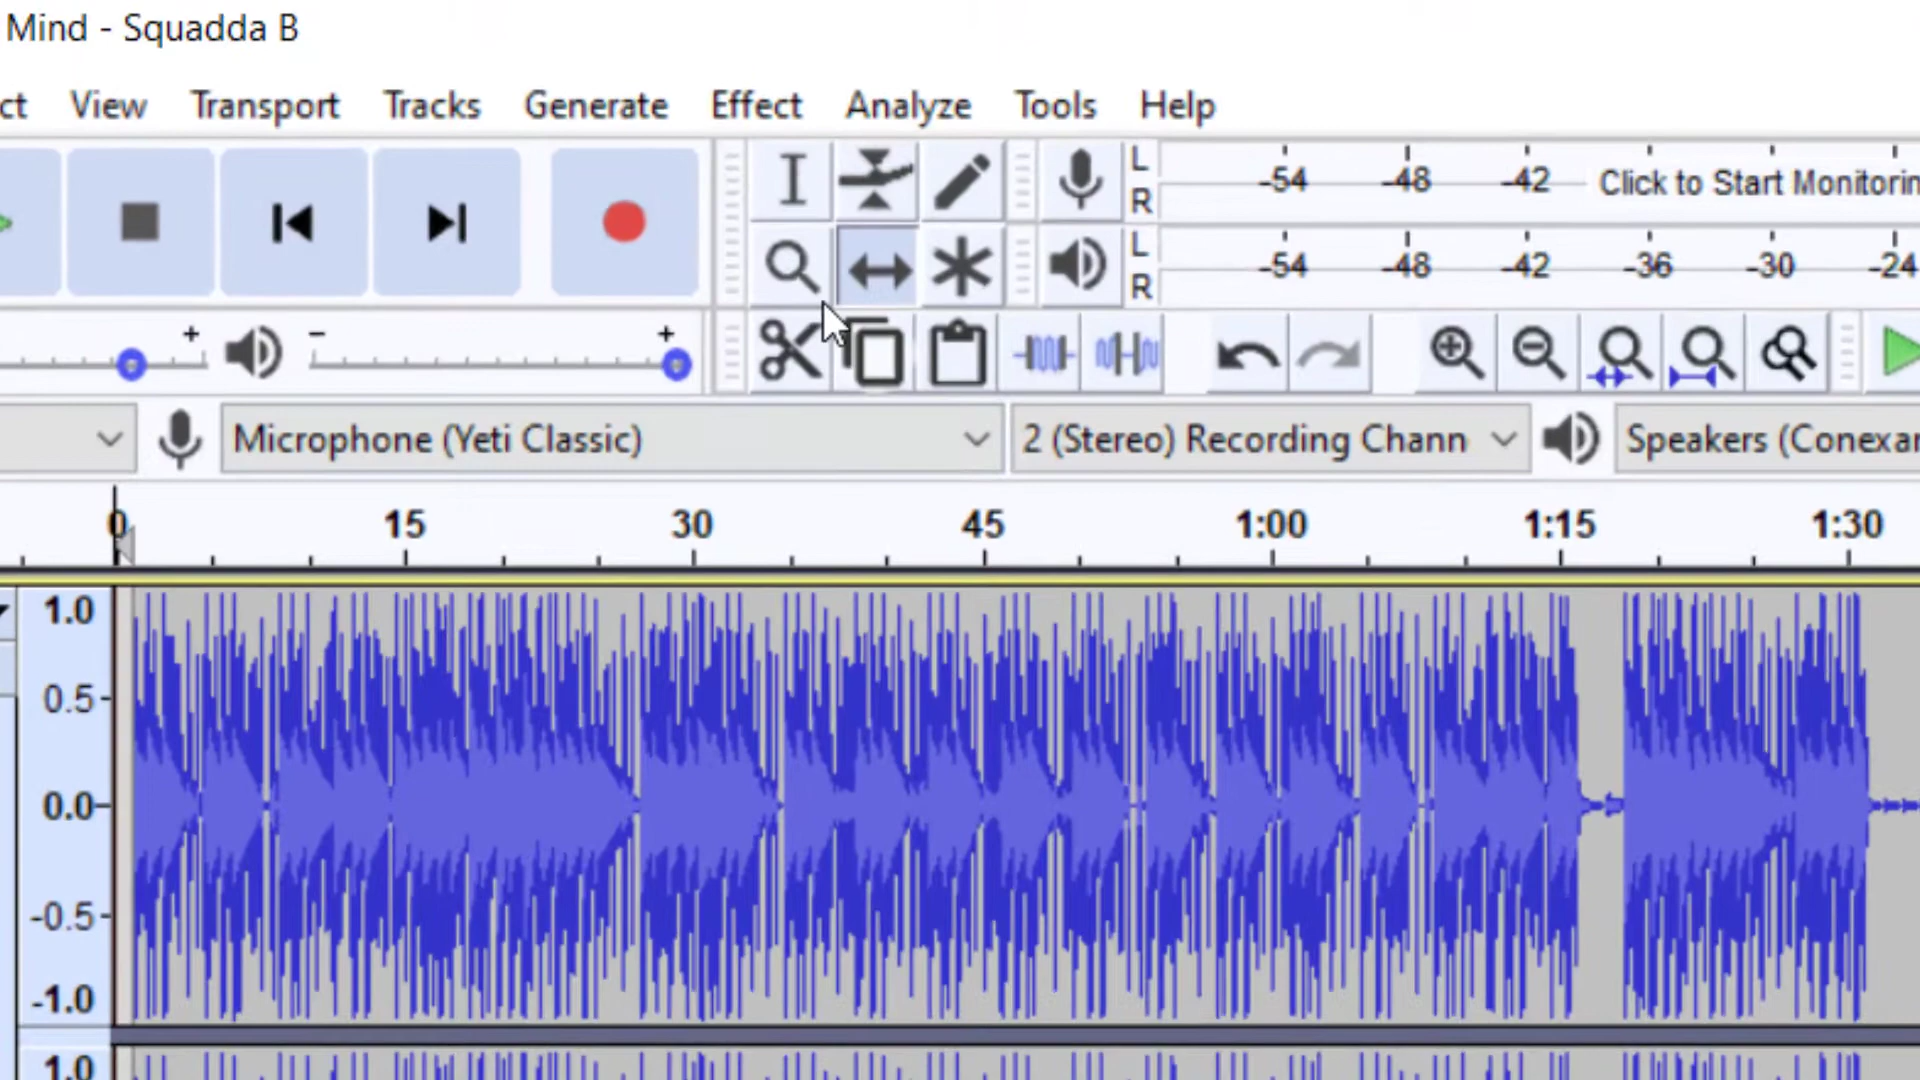 Mind - Squadda B
ct View Transport Tracks Generate Effect Analyze Tools Help
L
R
-54 -48 -42 Click to Start Monitorin
L
R
-54 -48 -42 -36 -30 -24
+ - +
Microphone (Yeti Classic) 2 (Stereo) Recording Chann Speakers (Conexan
0 15 30 45 1:00 1:15 1:30
1.0
0.5
0.0
-0.5
-1.0
1.0